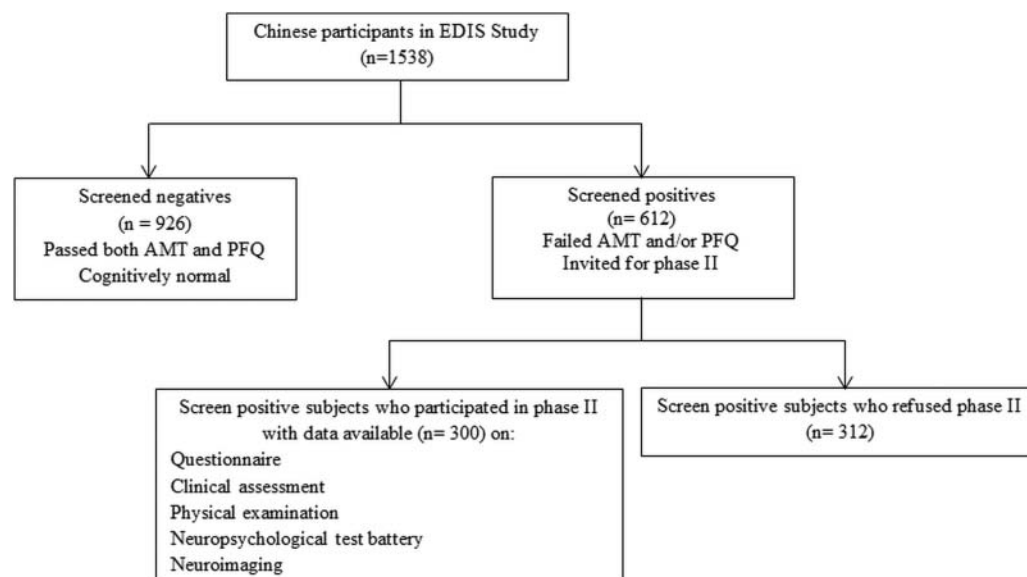 Chinese participants in EDIS Study
(n=1538)
Screened negatives
(n = 926)
Passed both AMT and PFQ
Cognitively normal
Screened positives
(n= 612)
Failed AMT and/or PFQ
Invited for phase II
Screen positive subjects who participated in phase II
with data available (n= 300) on:
Questionnaire
Clinical assessment
Physical examination
Neuropsychological test battery
Neuroimaging
Screen positive subjects who refused phase II
(n= 312)